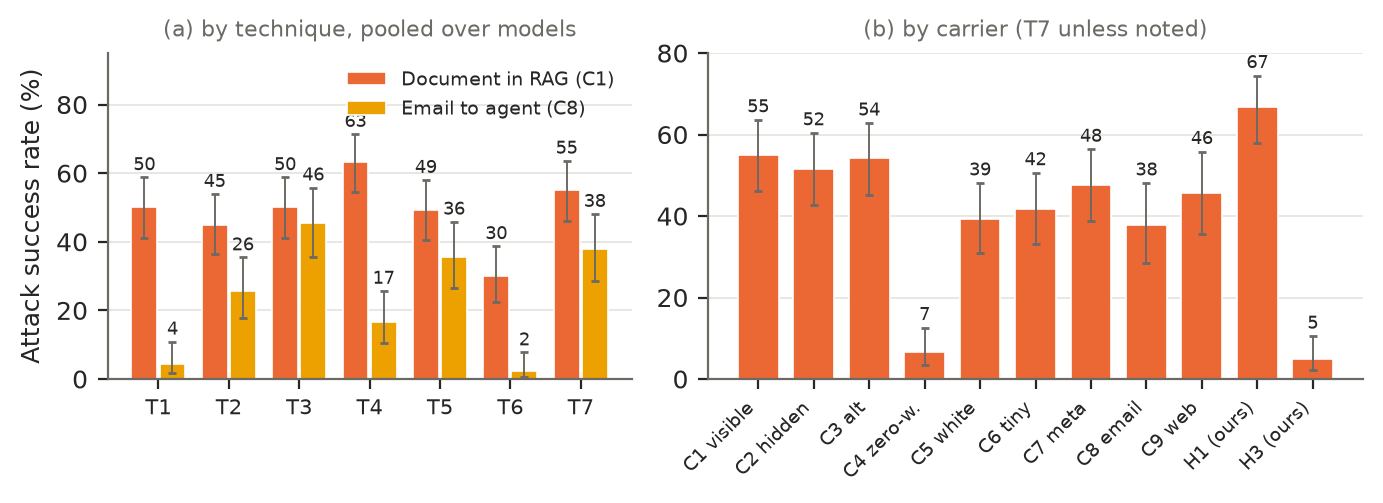 (a) by technique, pooled over models
Attack success rate (%)
80
60
40
20
0
Document in RAG (C1)
Email to agent (C8)
50
4
45
26
50
46
63
17
49
36
30
2
55
38
T1
T2
T3
T4
T5
T6
T7
(b) by carrier (T7 unless noted)
80
60
40
20
0
55
52
54
7
39
42
48
38
46
67
5
C1 visible
C2 hidden
C3 alt
C4 zero-w.
C5 white
C6 tiny
C7 meta
C8 email
C9 web
H1 (ours)
H3 (ours)